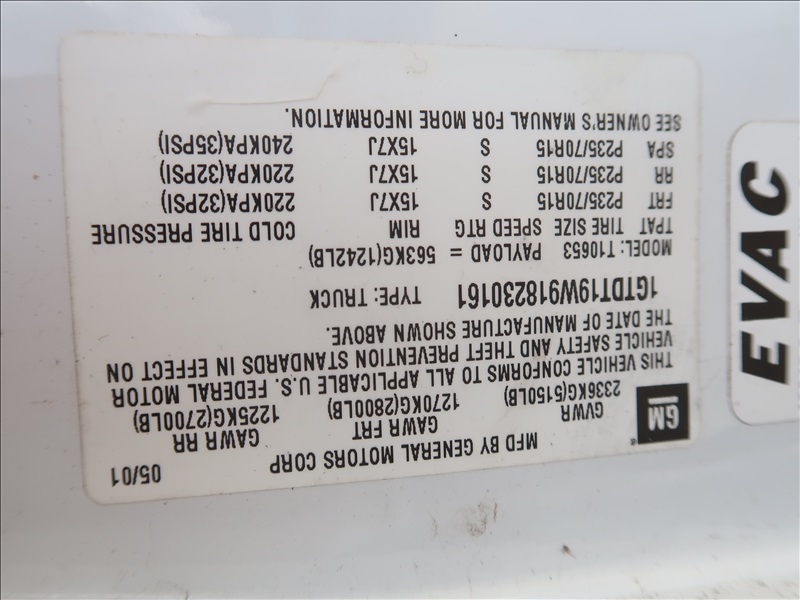 MFD BY GENERAL MOTORS CORP 05/01
GM
GVWR GAWR FRT GAWR RR
2336KG(5150LB) 1270KG(2800LB) 1225KG(2700LB)
THIS VEHICLE CONFORMS TO ALL APPLICABLE U.S. FEDERAL MOTOR
VEHICLE SAFETY AND THEFT PREVENTION STANDARDS IN EFFECT ON
THE DATE OF MANUFACTURE SHOWN ABOVE.
1GTDT19W918230161 TYPE: TRUCK
MODEL: T10653 PAYLOAD = 563KG(1242LB)
TPAT TIRE SIZE SPEED RTG RIM COLD TIRE PRESSURE
FRT P235/70R15 S 15X7J 220KPA(32PSI)
RR P235/70R15 S 15X7J 220KPA(32PSI)
SPA P235/70R15 S 15X7J 240KPA(35PSI)
SEE OWNER'S MANUAL FOR MORE INFORMATION.
EVAC